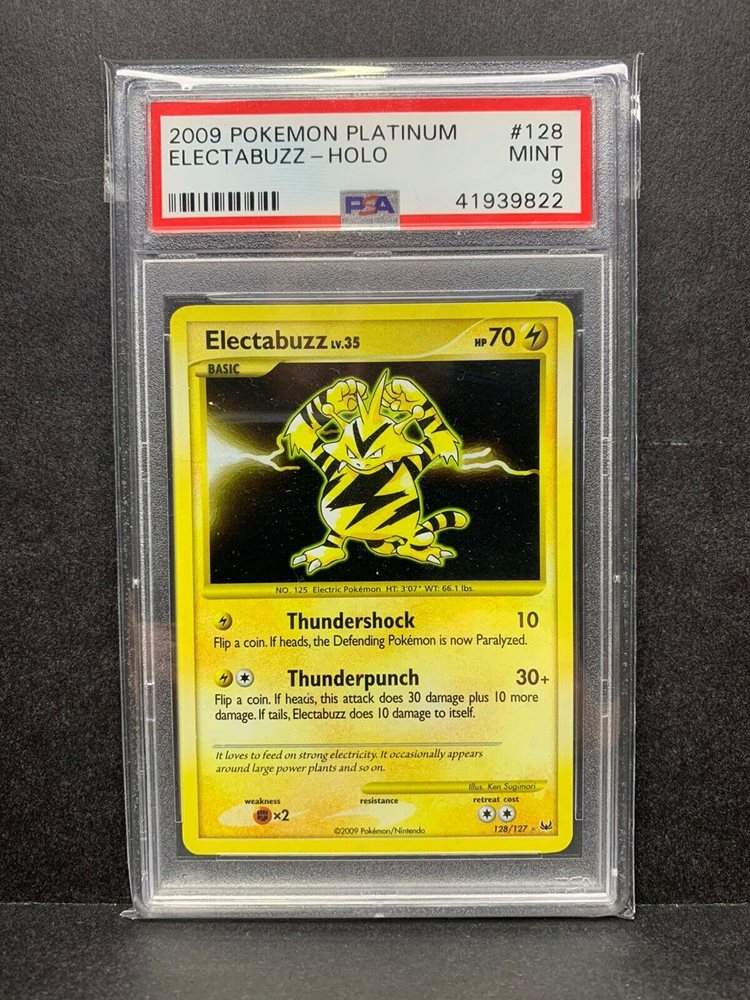 2009 POKEMON PLATINUM #128
ELECTABUZZ – HOLO MINT
9
PSA 41939822
Electabuzz LV.35 HP 70
BASIC
NO. 125 Electric Pokémon HT: 3'07" WT: 66.1 lbs.
Thundershock 10
Flip a coin. If heads, the Defending Pokémon is now Paralyzed.
Thunderpunch 30+
Flip a coin. If heads, this attack does 30 damage plus 10 more
damage. If tails, Electabuzz does 10 damage to itself.
It loves to feed on strong electricity. It occasionally appears
around large power plants and so on.
Illus. Ken Sugimori
weakness resistance retreat cost
×2
©2009 Pokémon/Nintendo 128/127 ★